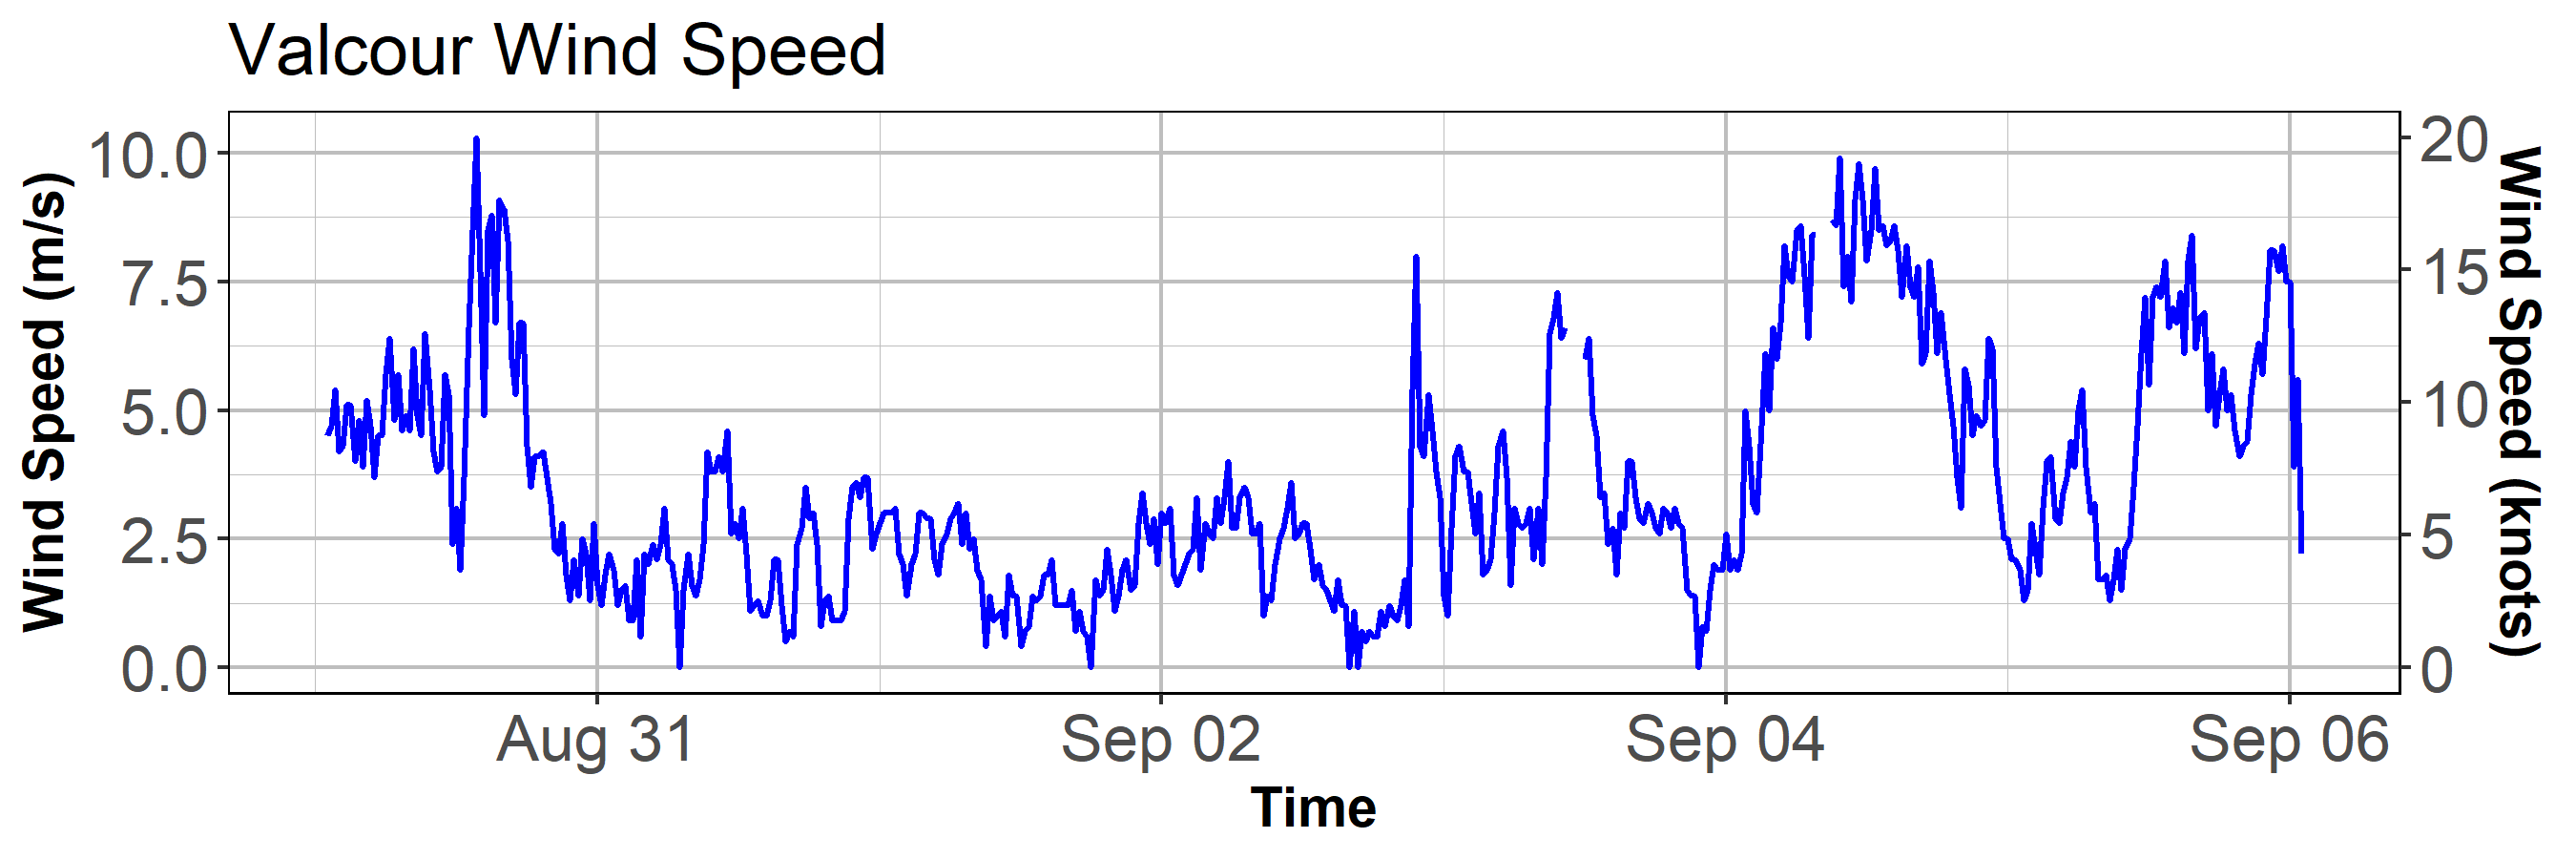 Valcour Wind Speed
Wind Speed (m/s)
10.0
7.5
5.0
2.5
0.0
20
15
10
5
0
Wind Speed (knots)
Aug 31
Sep 02
Sep 04
Sep 06
Time